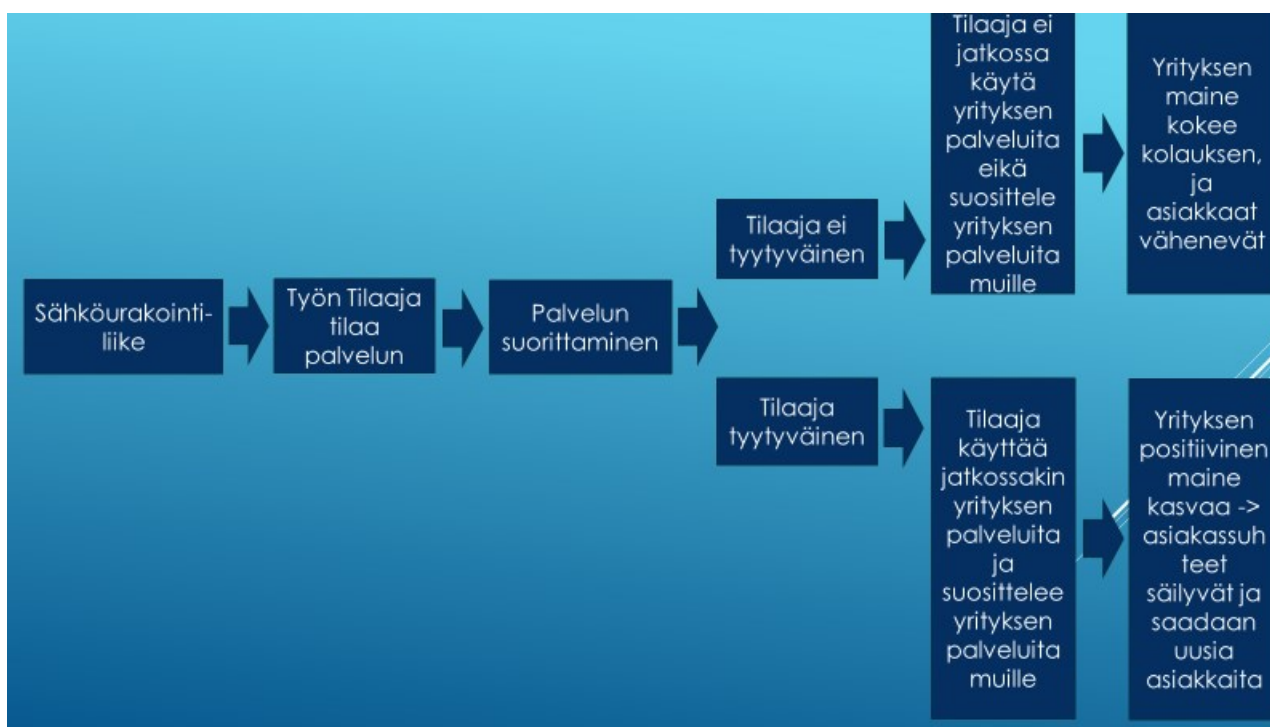 Sähköurakointi-
liike
Työn Tilaaja
tilaa
palvelun
Palvelun
suorittaminen
Tilaaja ei
tyytyväinen
Tilaaja ei
jatkossa
käytä
yrityksen
palveluita
eikä
suosittele
yrityksen
palveluita
muille
Yrityksen
maine
kokee
kolauksen,
ja
asiakkaat
vähenevät
Tilaaja
tyytyväinen
Tilaaja
käyttää
jatkossakin
yrityksen
palveluita
ja
suosittelee
yrityksen
palveluita
muille
Yrityksen
positiivinen
maine
kasvaa ->
asiakassuh
teet
säilyvät ja
saadaan
uusia
asiakkaita